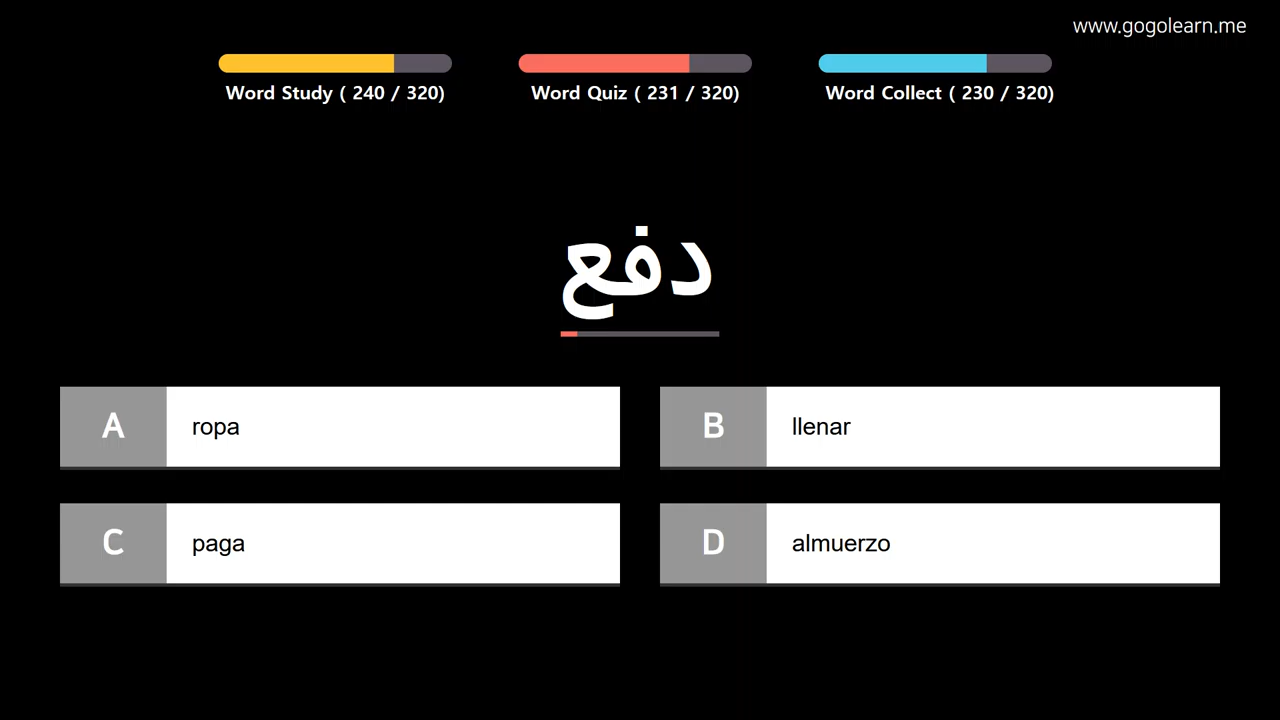 www.gogolearn.me
Word Study ( 240 / 320)
Word Quiz ( 231 / 320)
Word Collect ( 230 / 320)
دفع
A ropa
B llenar
C paga
D almuerzo